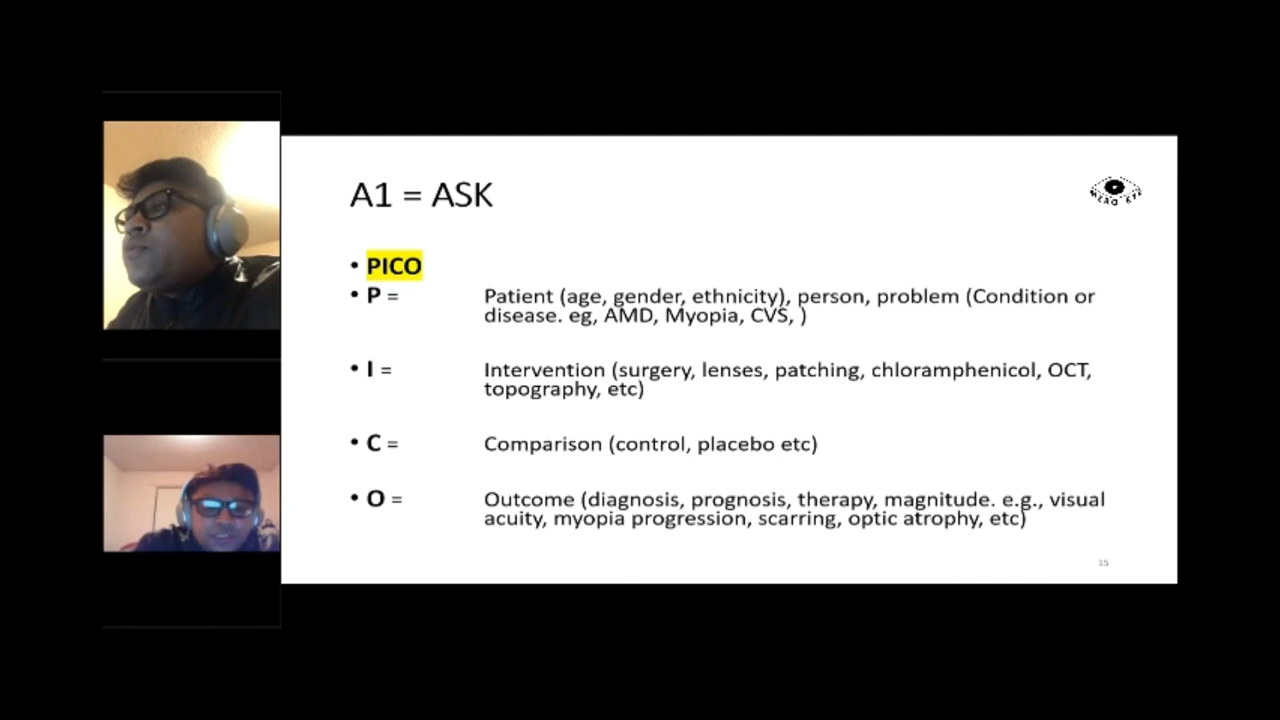 A1 = ASK
• PICO
• P = Patient (age, gender, ethnicity), person, problem (Condition or
disease. eg, AMD, Myopia, CVS, )
• I = Intervention (surgery, lenses, patching, chloramphenicol, OCT,
topography, etc)
• C = Comparison (control, placebo etc)
• O = Outcome (diagnosis, prognosis, therapy, magnitude. e.g., visual
acuity, myopia progression, scarring, optic atrophy, etc)
15